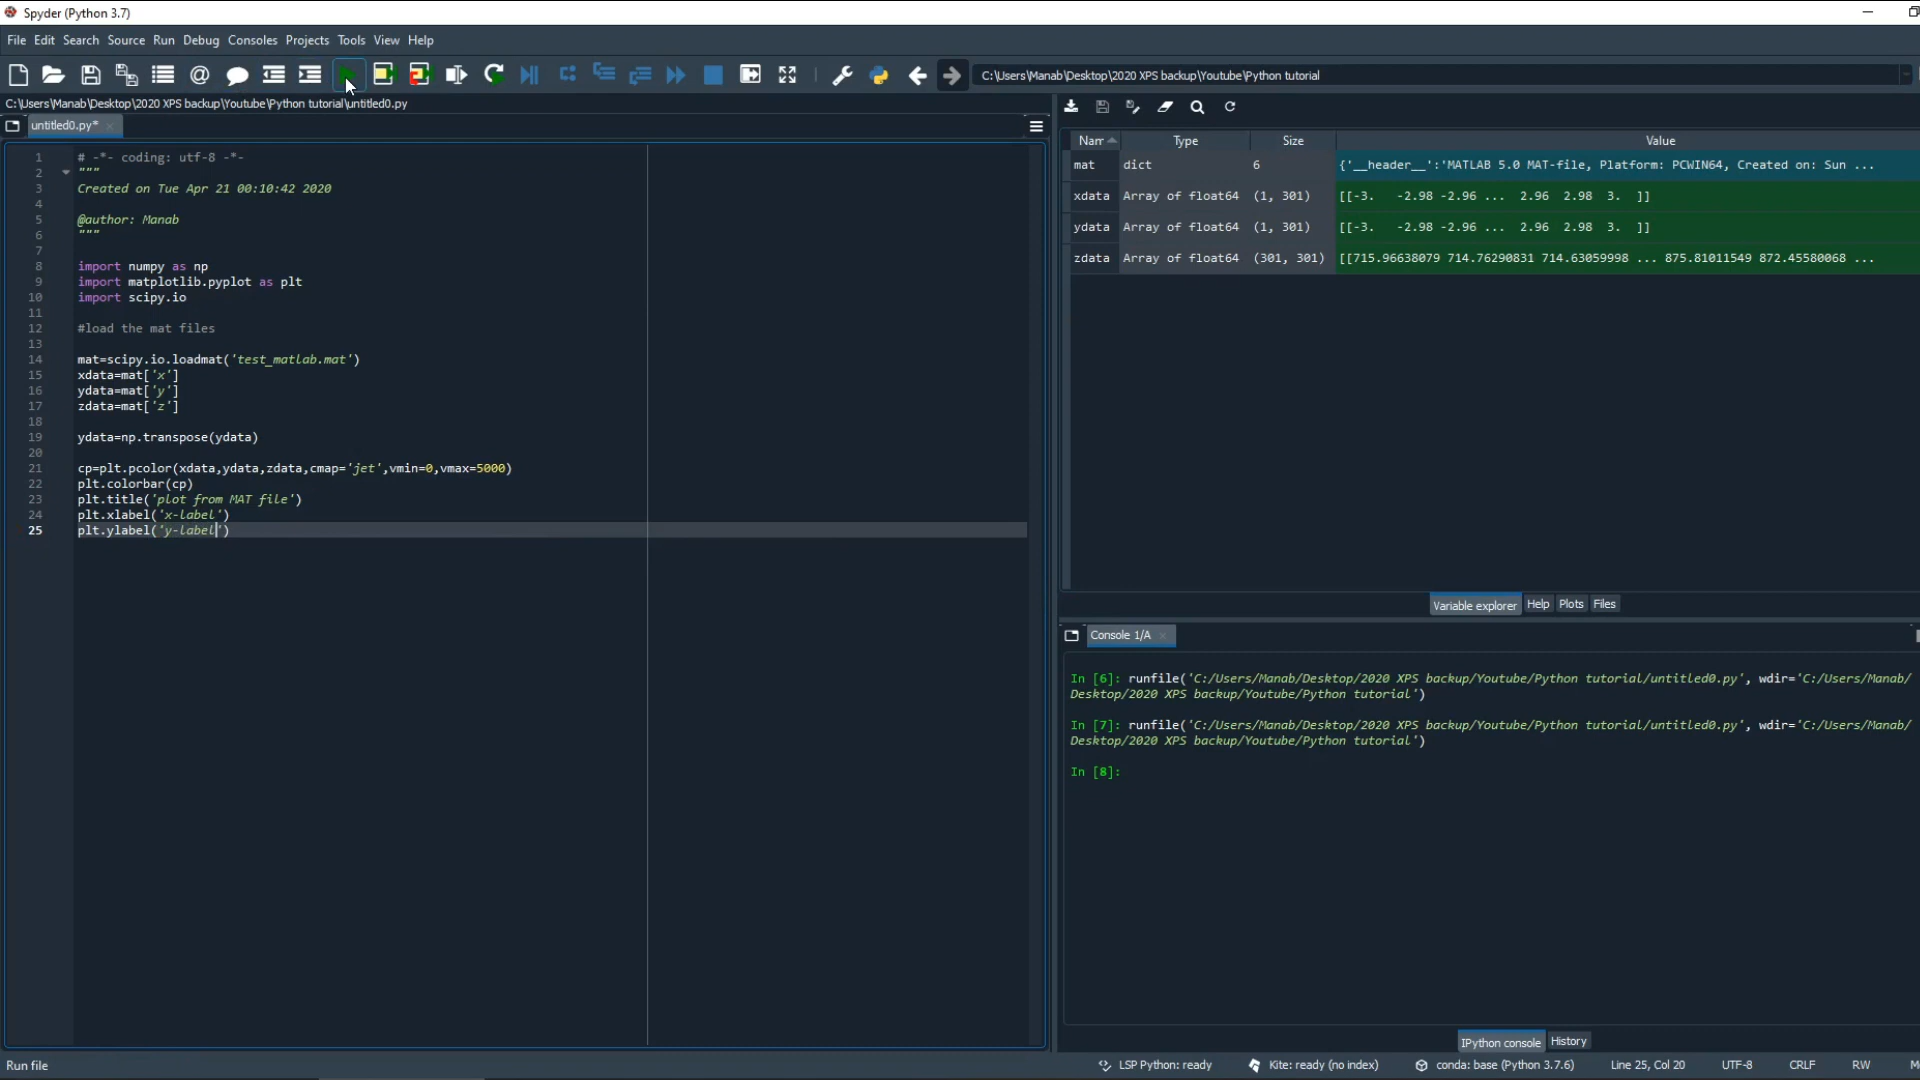 Spyder (Python 3.7)
File Edit Search Source Run Debug Consoles Projects Tools View Help
C:\Users\Manab\Desktop\2020 XPS backup\Youtube\Python tutorial
C:\Users\Manab\Desktop\2020 XPS backup\Youtube\Python tutorial\untitled0.py
untitled0.py*
1 # -*- coding: utf-8 -*-
2 """
3 Created on Tue Apr 21 00:10:42 2020
4
5 @author: Manab
6 """
7
8 import numpy as np
9 import matplotlib.pyplot as plt
10 import scipy.io
11
12 #load the mat files
13
14 mat=scipy.io.loadmat('test_matlab.mat')
15 xdata=mat['x']
16 ydata=mat['y']
17 zdata=mat['z']
18
19 ydata=np.transpose(ydata)
20
21 cp=plt.pcolor(xdata,ydata,zdata,cmap='jet',vmin=0,vmax=5000)
22 plt.colorbar(cp)
23 plt.title('plot from MAT file')
24 plt.xlabel('x-label')
25 plt.ylabel('y-label')
Nam Type Size Value
mat dict 6 {'__header__':'MATLAB 5.0 MAT-file, Platform: PCWIN64, Created on: Sun ...
xdata Array of float64 (1, 301) [[-3. -2.98 -2.96 ... 2.96 2.98 3. ]]
ydata Array of float64 (1, 301) [[-3. -2.98 -2.96 ... 2.96 2.98 3. ]]
zdata Array of float64 (301, 301) [[715.96638079 714.76290831 714.63059998 ... 875.81011549 872.45580068 ...
Variable explorer Help Plots Files
Console 1/A
In [6]: runfile('C:/Users/Manab/Desktop/2020 XPS backup/Youtube/Python tutorial/untitled0.py', wdir='C:/Users/Manab/
Desktop/2020 XPS backup/Youtube/Python tutorial')
In [7]: runfile('C:/Users/Manab/Desktop/2020 XPS backup/Youtube/Python tutorial/untitled0.py', wdir='C:/Users/Manab/
Desktop/2020 XPS backup/Youtube/Python tutorial')
In [8]:
IPython console History
Run file LSP Python: ready Kite: ready (no index) conda: base (Python 3.7.6) Line 25, Col 20 UTF-8 CRLF RW M